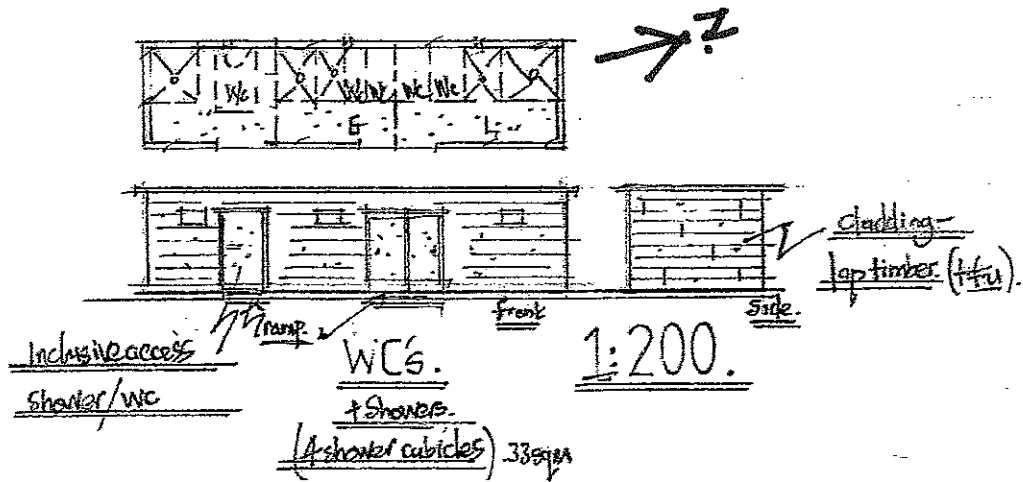 Wc Wc Wc Wc Wc
G L
cladding-
lap timber.
front
side.
ramp.
Inclusive access
shower/WC
WC's.
+ Showers.
(4 shower cubicles) 33sqm
1:200.